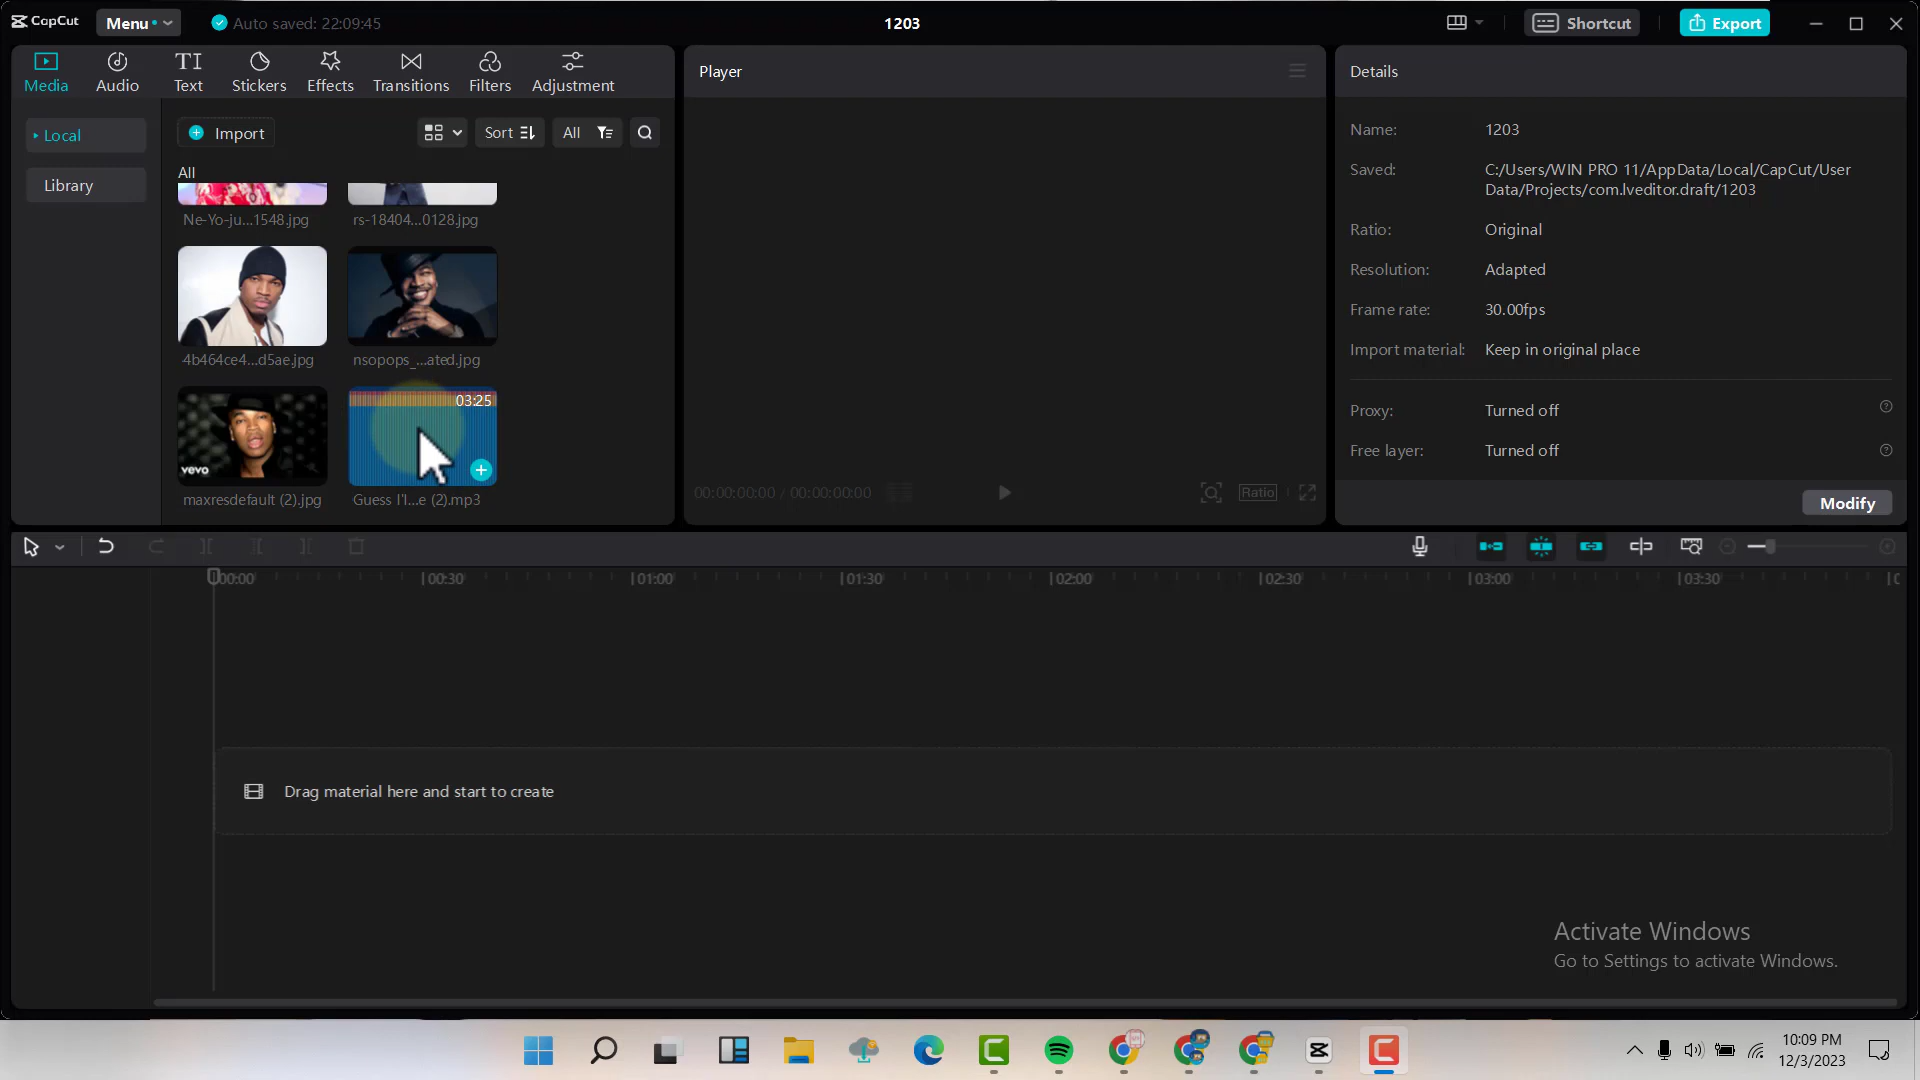 CapCut
Menu
Auto saved: 22:09:45
1203
Shortcut
Export
Media
Audio
Text
Stickers
Effects
Transitions
Filters
Adjustment
Local
Library
Import
Sort
All
All
Ne-Yo-ju...1548.jpg
rs-18404...0128.jpg
4b464ce4...d5ae.jpg
nsopops_...ated.jpg
vevo
03:25
maxresdefault (2).jpg
Guess I'l...e (2).mp3
Player
00:00:00:00 / 00:00:00:00
Ratio
Details
Name: 1203
Saved: C:/Users/WIN PRO 11/AppData/Local/CapCut/User
Data/Projects/com.lveditor.draft/1203
Ratio: Original
Resolution: Adapted
Frame rate: 30.00fps
Import material: Keep in original place
Proxy: Turned off
Free layer: Turned off
Modify
00:00 00:30 01:00 01:30 02:00 02:30 03:00 03:30
Drag material here and start to create
Activate Windows
Go to Settings to activate Windows.
10:09 PM
12/3/2023